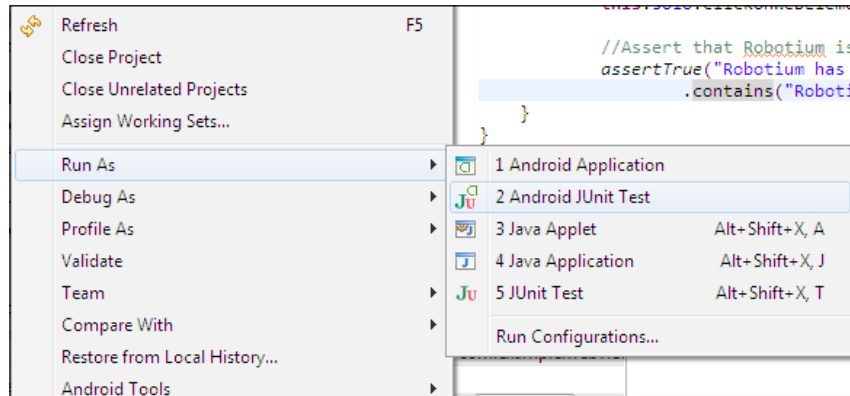 Refresh F5
Close Project
Close Unrelated Projects
Assign Working Sets...
Run As
Debug As
Profile As
Validate
Team
Compare With
Restore from Local History...
Android Tools
//Assert that Robotium is
assertTrue("Robotium has
.contains("Roboti
}
}
1 Android Application
2 Android JUnit Test
3 Java Applet Alt+Shift+X, A
4 Java Application Alt+Shift+X, J
5 JUnit Test Alt+Shift+X, T
Run Configurations...